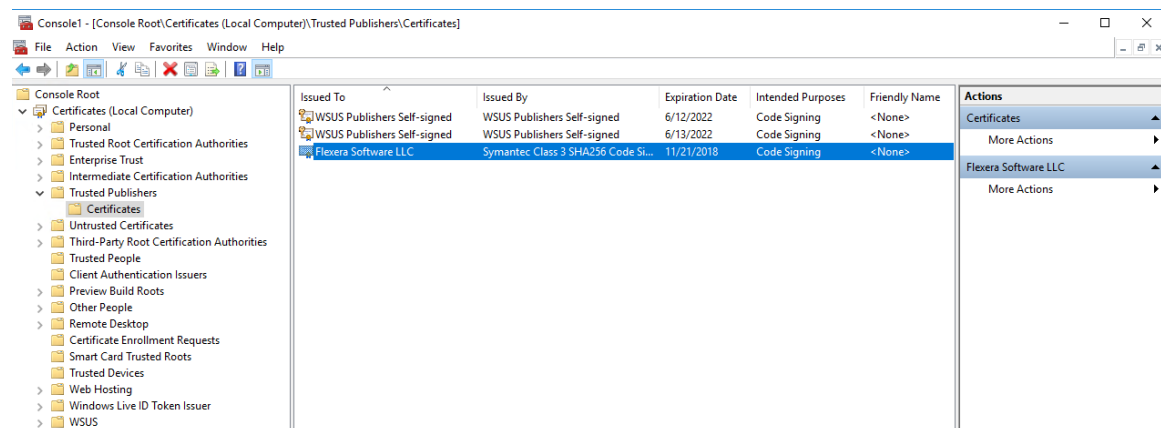 Console1 - [Console Root\Certificates (Local Computer)\Trusted Publishers\Certificates]
File Action View Favorites Window Help
Console Root
Certificates (Local Computer)
Personal
Trusted Root Certification Authorities
Enterprise Trust
Intermediate Certification Authorities
Trusted Publishers
Certificates
Untrusted Certificates
Third-Party Root Certification Authorities
Trusted People
Client Authentication Issuers
Preview Build Roots
Other People
Remote Desktop
Certificate Enrollment Requests
Smart Card Trusted Roots
Trusted Devices
Web Hosting
Windows Live ID Token Issuer
WSUS
Issued To Issued By Expiration Date Intended Purposes Friendly Name
WSUS Publishers Self-signed WSUS Publishers Self-signed 6/12/2022 Code Signing <None>
WSUS Publishers Self-signed WSUS Publishers Self-signed 6/13/2022 Code Signing <None>
Flexera Software LLC Symantec Class 3 SHA256 Code Si... 11/21/2018 Code Signing <None>
Actions
Certificates
More Actions
Flexera Software LLC
More Actions